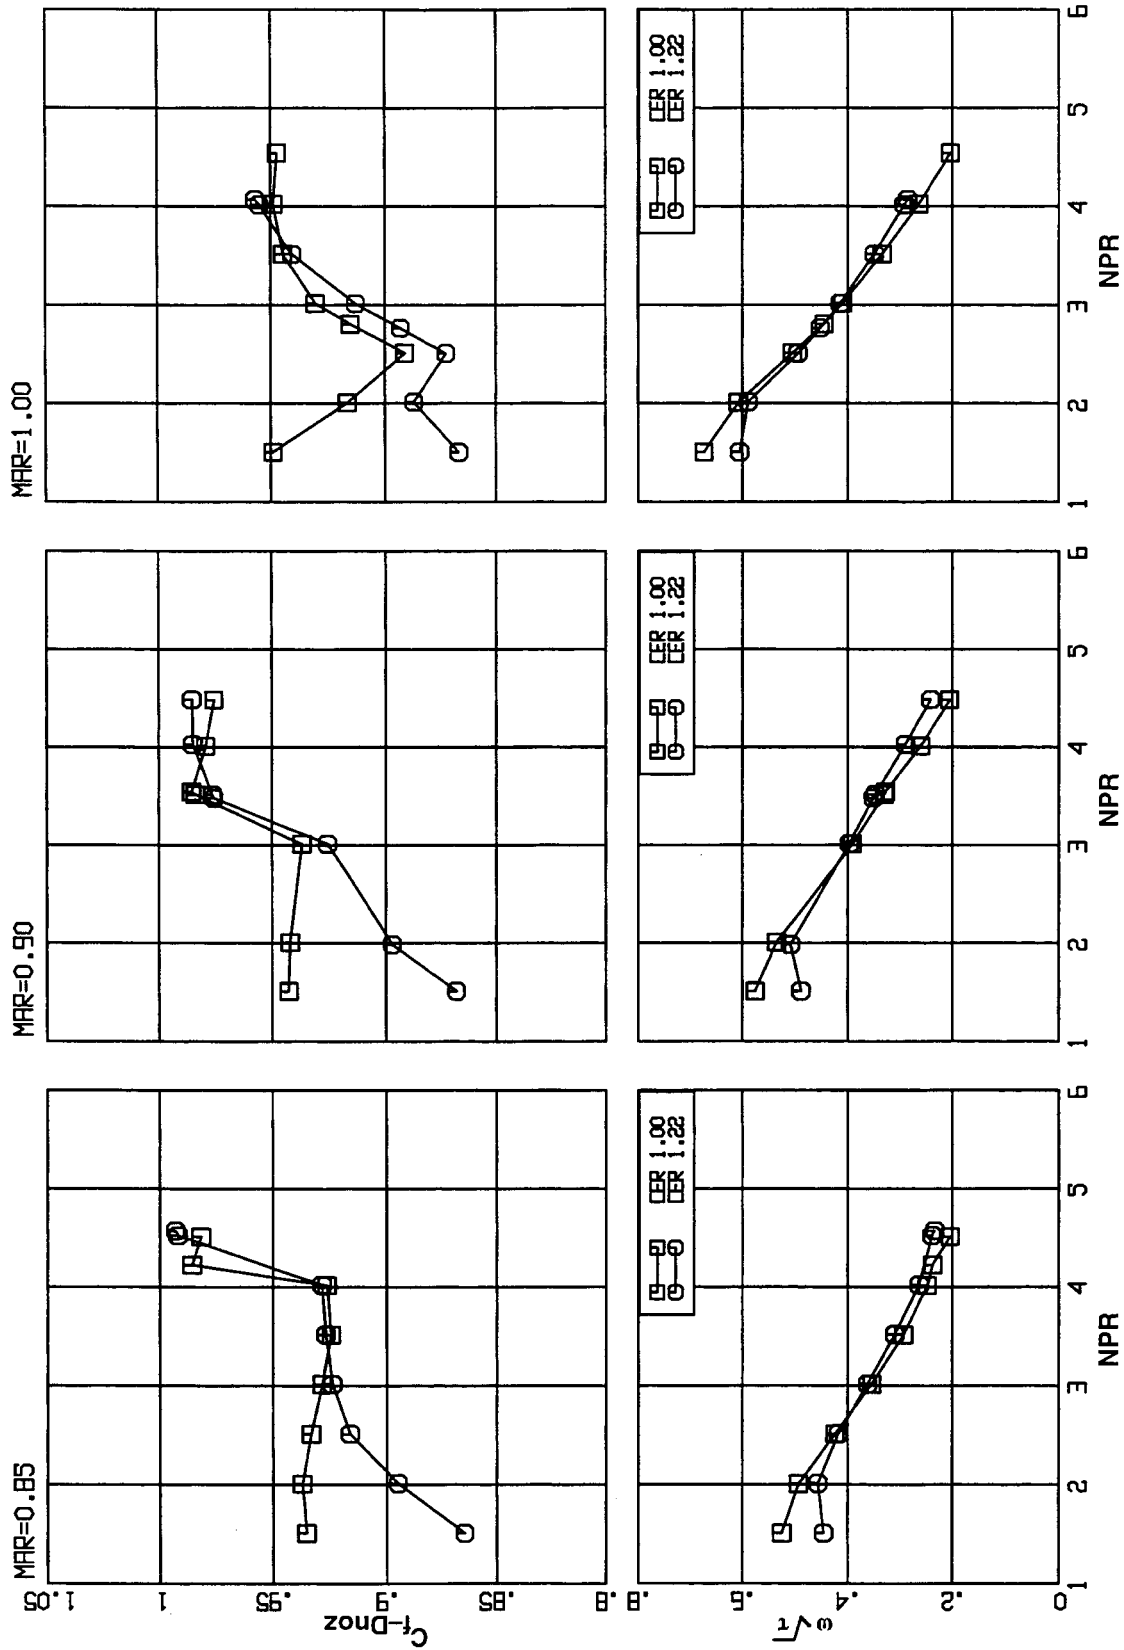 MAR=0.85
MAR=0.90
MAR=1.00
1.05
1
.95
.9
.85
.8
Cf-Dnoz
CER 1.00
CER 1.22
CER 1.00
CER 1.22
CER 1.00
CER 1.22
.8
.6
.4
.2
0
ω√τ
1 2 3 4 5 6
1 2 3 4 5 6
1 2 3 4 5 6
NPR
NPR
NPR